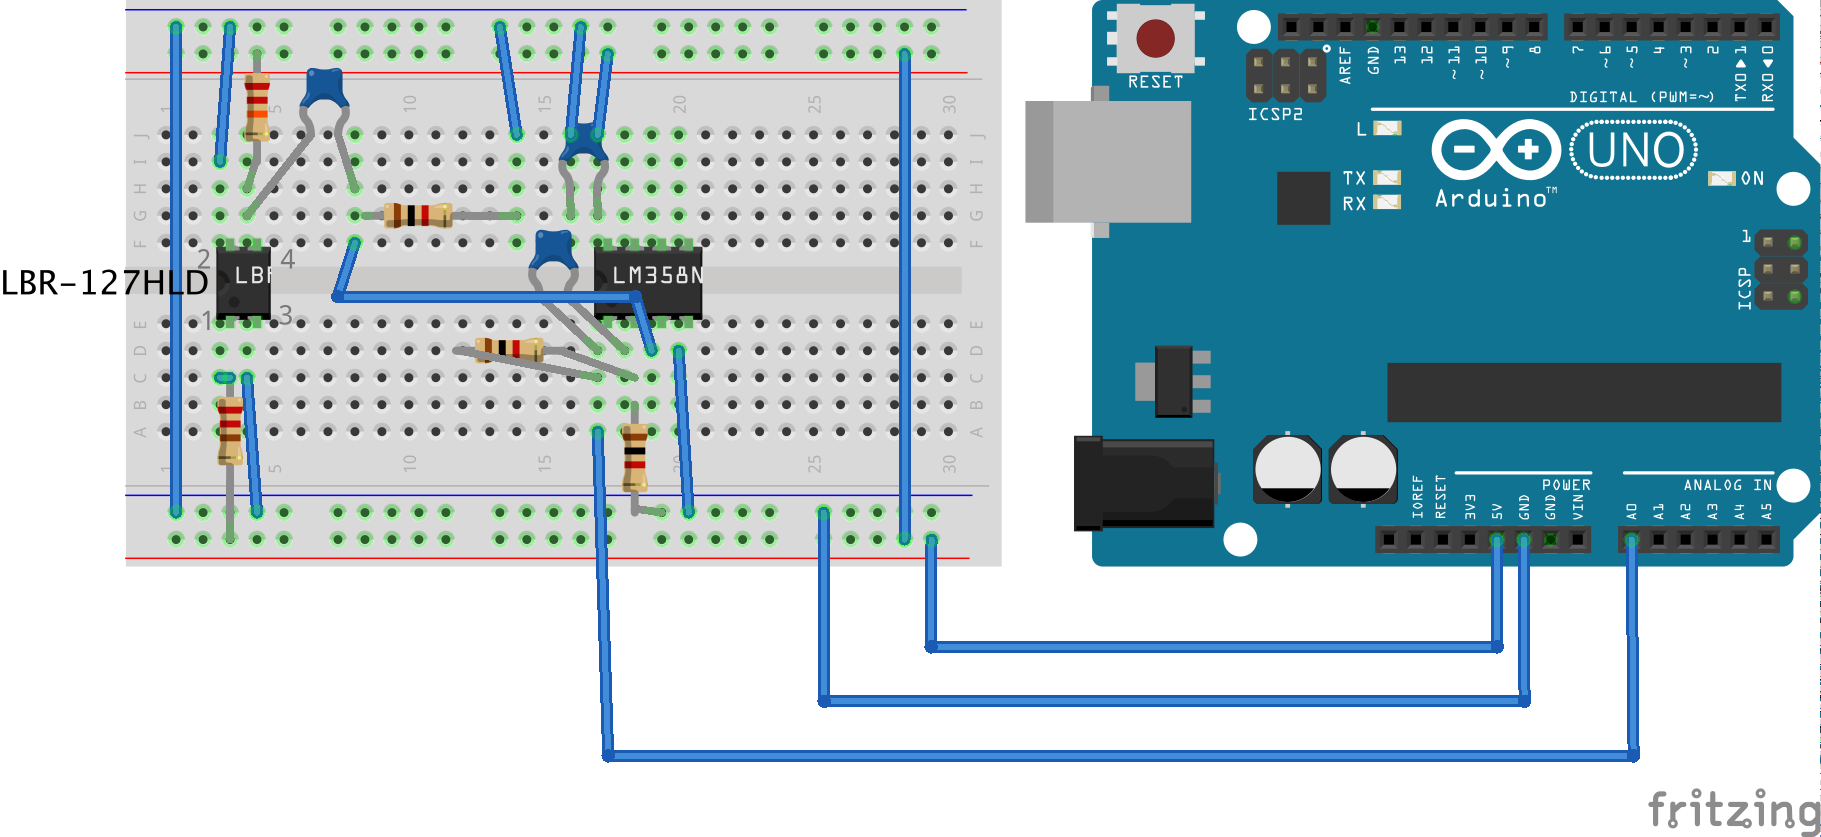 RESET
ICSP2
AREF
GND
13
12
~11
~10
~9
8
7
~6
~5
4
~3
2
TX0▶1
RX0◀0
DIGITAL (PWM=~)
L
TX
RX
UNO
Arduino™
ON
1
ICSP
1 5 10 15 20 25 30
J J
I I
H H
G G
F F
2 4
LBR-127HLD
LBR
LM358N
1 3
E E
D D
C C
B B
A A
1 5 10 15 20 25 30
POWER
ANALOG IN
IOREF
RESET
3V3
5V
GND
GND
VIN
A0
A1
A2
A3
A4
A5
fritzing